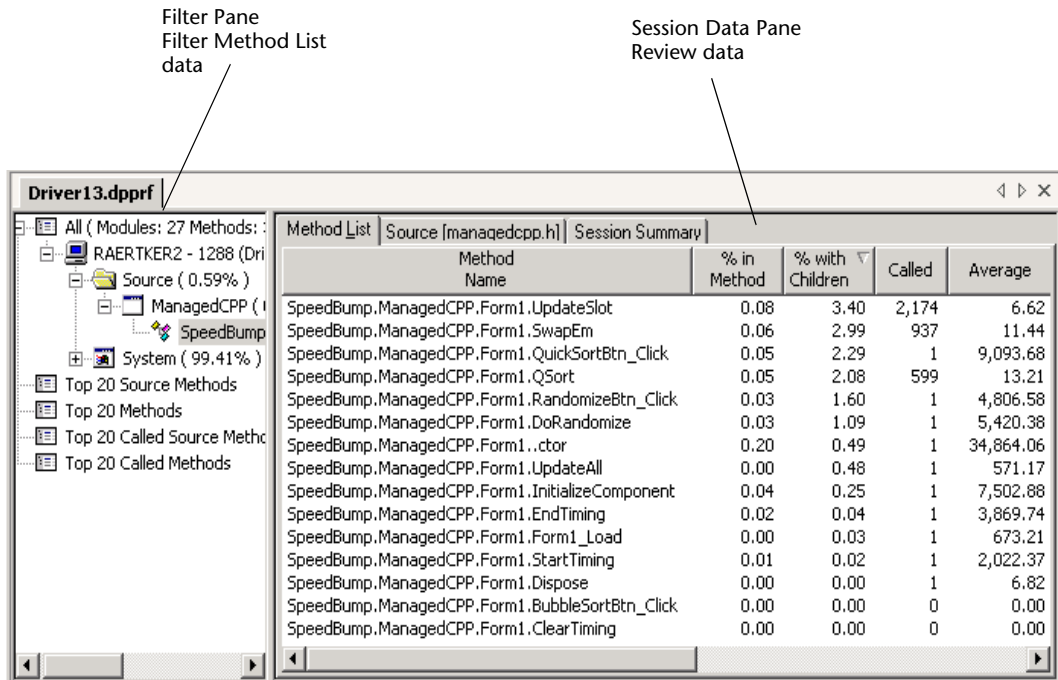 Filter Pane
Filter Method List
data
Session Data Pane
Review data
Driver13.dpprf
All ( Modules: 27 Methods:
RAERTKER2 - 1288 (Dri
Source ( 0.59% )
ManagedCPP (
SpeedBump
System ( 99.41% )
Top 20 Source Methods
Top 20 Methods
Top 20 Called Source Metho
Top 20 Called Methods
Method List Source [managedcpp.h] Session Summary
Method Name % in Method % with Children Called Average
SpeedBump.ManagedCPP.Form1.UpdateSlot 0.08 3.40 2,174 6.62
SpeedBump.ManagedCPP.Form1.SwapEm 0.06 2.99 937 11.44
SpeedBump.ManagedCPP.Form1.QuickSortBtn_Click 0.05 2.29 1 9,093.68
SpeedBump.ManagedCPP.Form1.QSort 0.05 2.08 599 13.21
SpeedBump.ManagedCPP.Form1.RandomizeBtn_Click 0.03 1.60 1 4,806.58
SpeedBump.ManagedCPP.Form1.DoRandomize 0.03 1.09 1 5,420.38
SpeedBump.ManagedCPP.Form1..ctor 0.20 0.49 1 34,864.06
SpeedBump.ManagedCPP.Form1.UpdateAll 0.00 0.48 1 571.17
SpeedBump.ManagedCPP.Form1.InitializeComponent 0.04 0.25 1 7,502.88
SpeedBump.ManagedCPP.Form1.EndTiming 0.02 0.04 1 3,869.74
SpeedBump.ManagedCPP.Form1.Form1_Load 0.00 0.03 1 673.21
SpeedBump.ManagedCPP.Form1.StartTiming 0.01 0.02 1 2,022.37
SpeedBump.ManagedCPP.Form1.Dispose 0.00 0.00 1 6.82
SpeedBump.ManagedCPP.Form1.BubbleSortBtn_Click 0.00 0.00 0 0.00
SpeedBump.ManagedCPP.Form1.ClearTiming 0.00 0.00 0 0.00